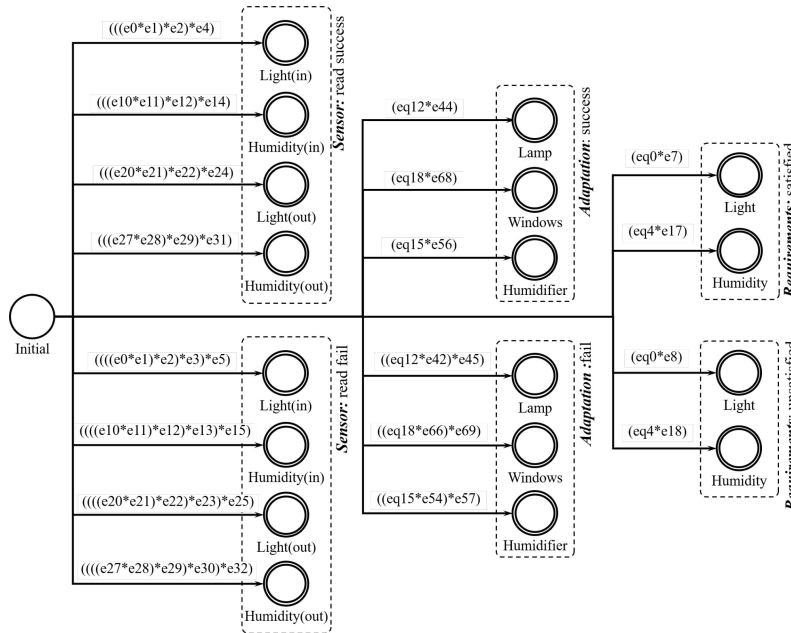 (((e0*e1)*e2)*e4)
Light(in)
(((e10*e11)*e12)*e14)
Humidity(in)
(((e20*e21)*e22)*e24)
Light(out)
(((e27*e28)*e29)*e31)
Humidity(out)
Sensor: read success
(eq12*e44)
Lamp
(eq18*e68)
Windows
(eq15*e56)
Humidifier
Adaptation: success
(eq0*e7)
Light
(eq4*e17)
Humidity
Requirements: satisfied
Initial
((((e0*e1)*e2)*e3)*e5)
Light(in)
((((e10*e11)*e12)*e13)*e15)
Humidity(in)
((((e20*e21)*e22)*e23)*e25)
Light(out)
((((e27*e28)*e29)*e30)*e32)
Humidity(out)
Sensor: read fail
((eq12*e42)*e45)
Lamp
((eq18*e66)*e69)
Windows
((eq15*e54)*e57)
Humidifier
Adaptation :fail
(eq0*e8)
Light
(eq4*e18)
Humidity
Requirements: unsatisfied